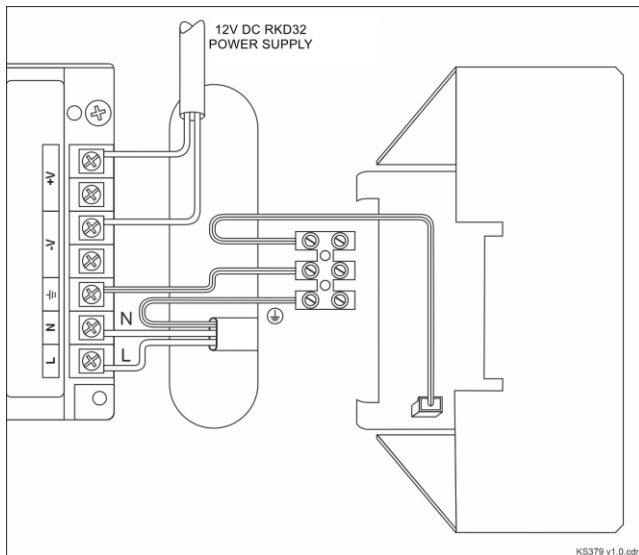 12V DC RKD32
POWER SUPPLY
+V
-V
N
L
N
L
KS379 v1.0.cdr